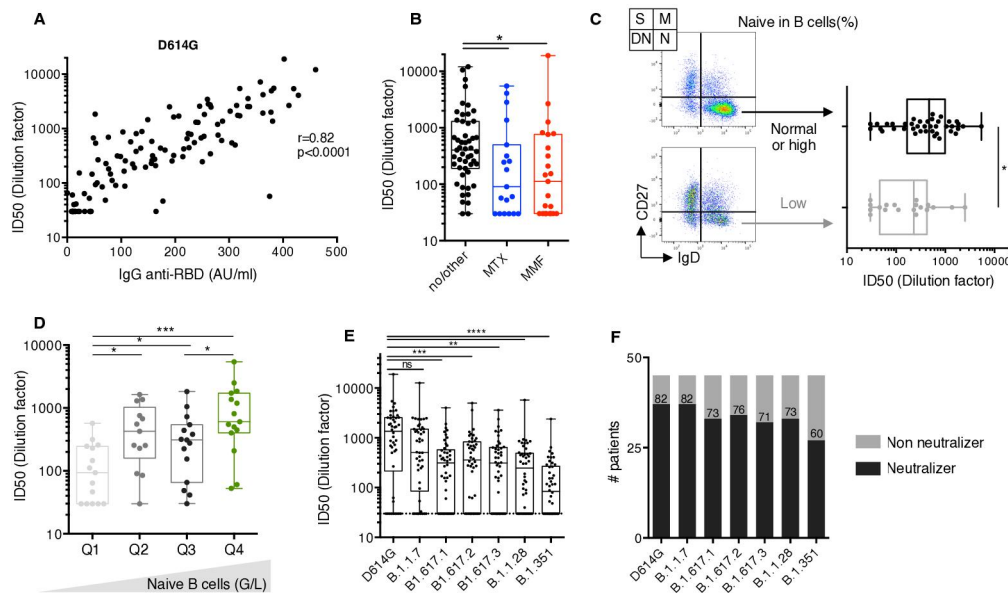 A
D614G
ID50 (Dilution factor)
10000
1000
100
10
0
100
200
300
400
500
r=0.82
p<0.0001
IgG anti-RBD (AU/ml)
B
*
ID50 (Dilution factor)
10000
1000
100
10
no/other
MTX
MMF
C
S M
DN N
Naive in B cells(%)
Normal
or high
Low
CD27
IgD
*
10 100 1000 10000
ID50 (Dilution factor)
D
***
*
* *
ID50 (Dilution factor)
10000
1000
100
10
Q1 Q2 Q3 Q4
Naive B cells (G/L)
E
****
**
***
ns
ID50 (Dilution factor)
10000
1000
100
10
D614G
B.1.1.7
B1.617.1
B1.617.2
B1.617.3
B.1.1.28
B.1.351
F
# patients
50
25
0
82 82 73 76 71 73 60
D614G
B.1.1.7
B1.617.1
B1.617.2
B1.617.3
B.1.1.28
B.1.351
Non neutralizer
Neutralizer